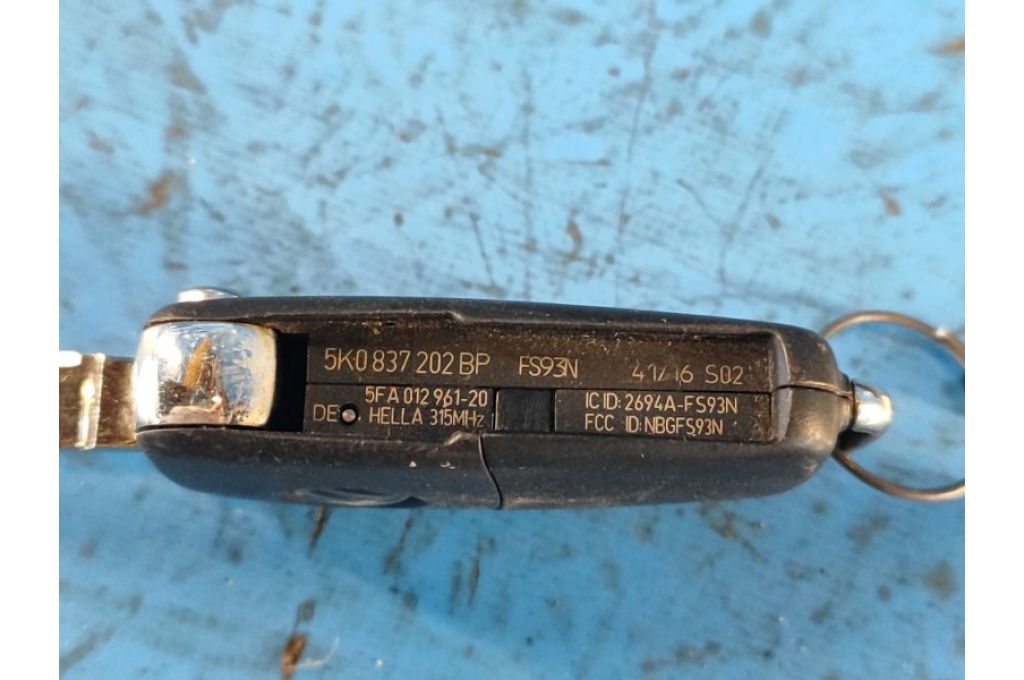 5K0 837 202 BP FS93N 41/16 S02
5FA 012 961-20
DE HELLA 315MHz
IC ID: 2694A-FS93N
FCC ID: NBGFS93N